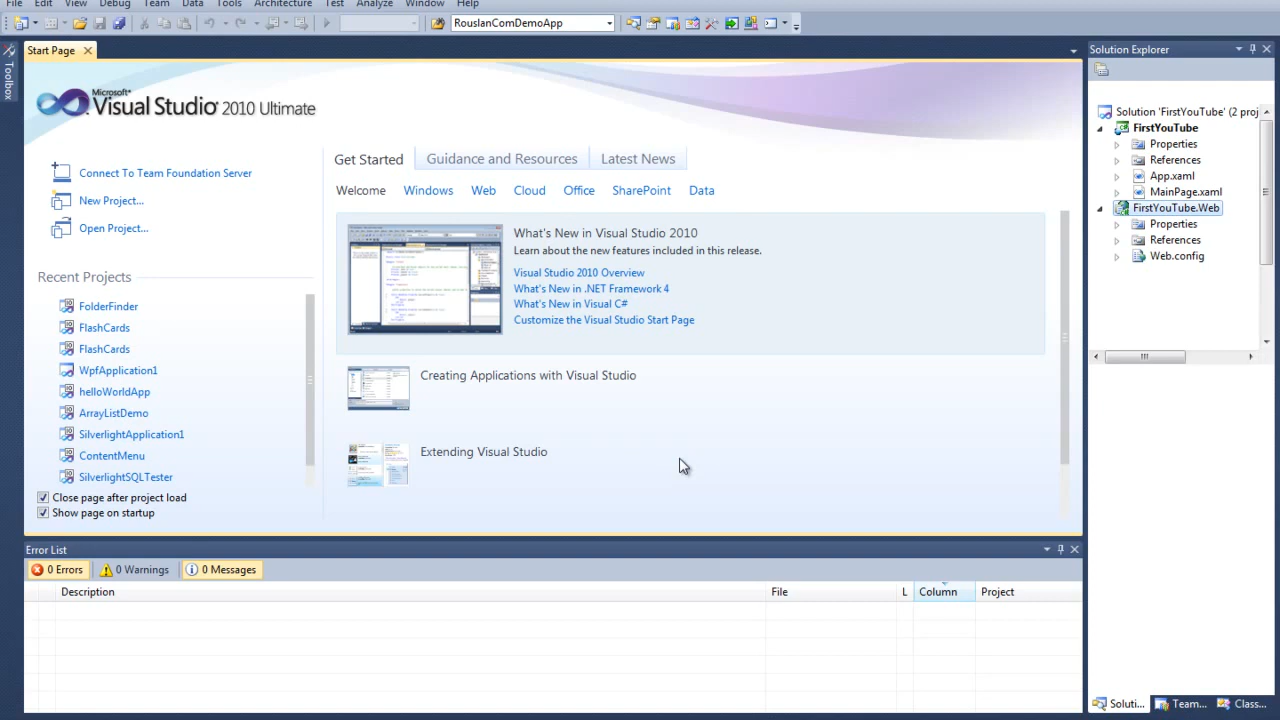 File Edit View Debug Team Data Tools Architecture Test Analyze Window Help
RouslanComDemoApp
Toolbox
Start Page
Microsoft®
Visual Studio® 2010 Ultimate
Connect To Team Foundation Server
New Project...
Open Project...
Recent Projects
FolderFinder
FlashCards
FlashCards
WpfApplication1
helloWorldApp
ArrayListDemo
SilverlightApplication1
ContentMenu
SilverlightSQLTester
Close page after project load
Show page on startup
Get Started Guidance and Resources Latest News
Welcome Windows Web Cloud Office SharePoint Data
What's New in Visual Studio 2010
Learn about the new features included in this release.
Visual Studio 2010 Overview
What's New in .NET Framework 4
What's New in Visual C#
Customize the Visual Studio Start Page
Creating Applications with Visual Studio
Extending Visual Studio
Error List
0 Errors 0 Warnings 0 Messages
Description File L Column Project
Solution Explorer
Solution 'FirstYouTube' (2 proj
FirstYouTube
Properties
References
App.xaml
MainPage.xaml
FirstYouTube.Web
Properties
References
Web.config
Soluti... Team... Class...